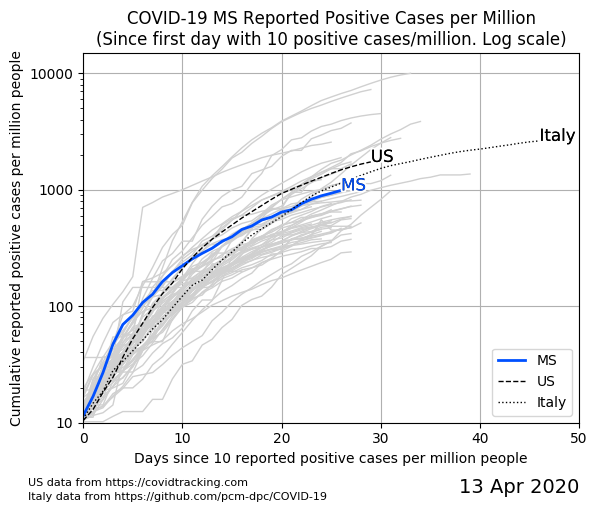 COVID-19 MS Reported Positive Cases per Million
(Since first day with 10 positive cases/million. Log scale)
Cumulative reported positive cases per million people
10000
1000
100
10
Italy
US
MS
MS
US
Italy
0
10
20
30
40
50
Days since 10 reported positive cases per million people
US data from https://covidtracking.com
Italy data from https://github.com/pcm-dpc/COVID-19
13 Apr 2020